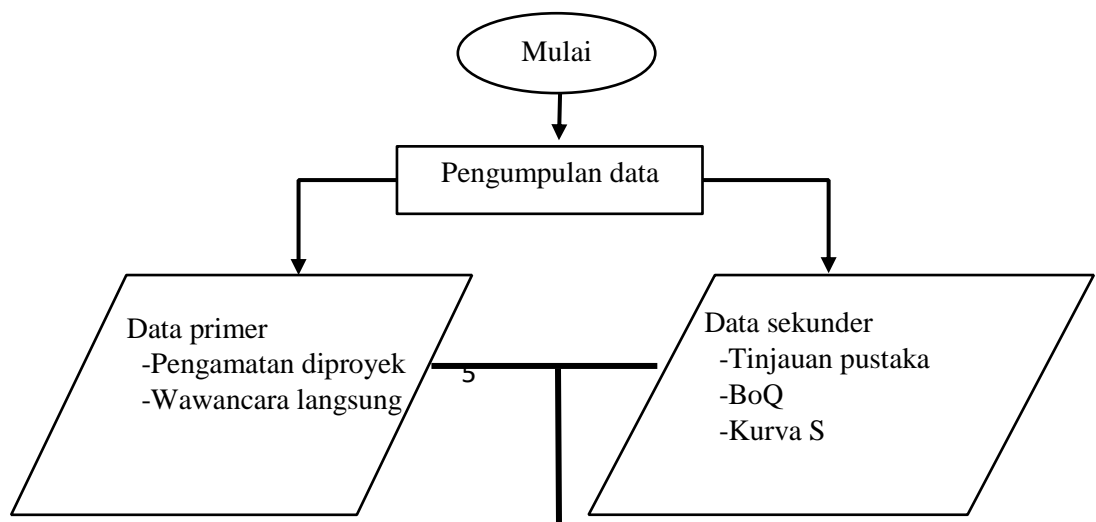 Mulai
Pengumpulan data
Data primer
-Pengamatan diproyek
-Wawancara langsung
5
Data sekunder
-Tinjauan pustaka
-BoQ
-Kurva S